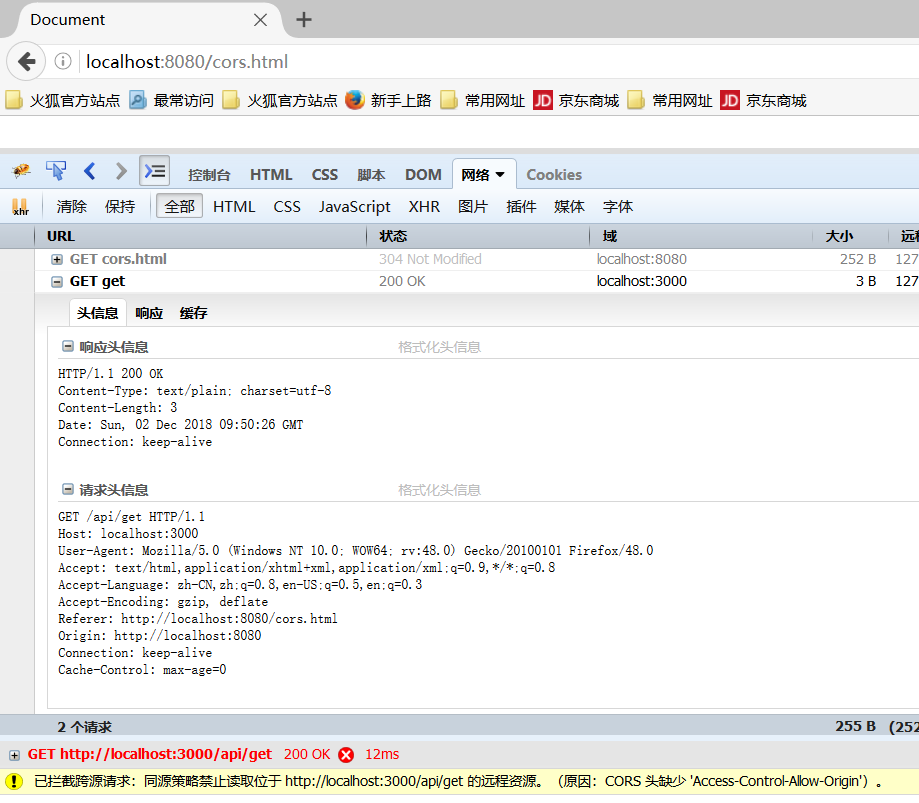 Document
localhost:8080/cors.html
火狐官方站点 最常访问 火狐官方站点 新手上路 常用网址 JD 京东商城 常用网址 JD 京东商城
控制台 HTML CSS 脚本 DOM 网络 Cookies
xhr 清除 保持 全部 HTML CSS JavaScript XHR 图片 插件 媒体 字体
URL 状态 域 大小 远程
GET cors.html 304 Not Modified localhost:8080 252 B 127
GET get 200 OK localhost:3000 3 B 127
头信息 响应 缓存
响应头信息 格式化头信息
HTTP/1.1 200 OK
Content-Type: text/plain; charset=utf-8
Content-Length: 3
Date: Sun, 02 Dec 2018 09:50:26 GMT
Connection: keep-alive
请求头信息 格式化头信息
GET /api/get HTTP/1.1
Host: localhost:3000
User-Agent: Mozilla/5.0 (Windows NT 10.0; WOW64; rv:48.0) Gecko/20100101 Firefox/48.0
Accept: text/html,application/xhtml+xml,application/xml;q=0.9,*/*;q=0.8
Accept-Language: zh-CN,zh;q=0.8,en-US;q=0.5,en;q=0.3
Accept-Encoding: gzip, deflate
Referer: http://localhost:8080/cors.html
Origin: http://localhost:8080
Connection: keep-alive
Cache-Control: max-age=0
2 个请求 255 B (252
GET http://localhost:3000/api/get 200 OK 12ms
已拦截跨源请求：同源策略禁止读取位于 http://localhost:3000/api/get 的远程资源。（原因：CORS 头缺少 'Access-Control-Allow-Origin'）。